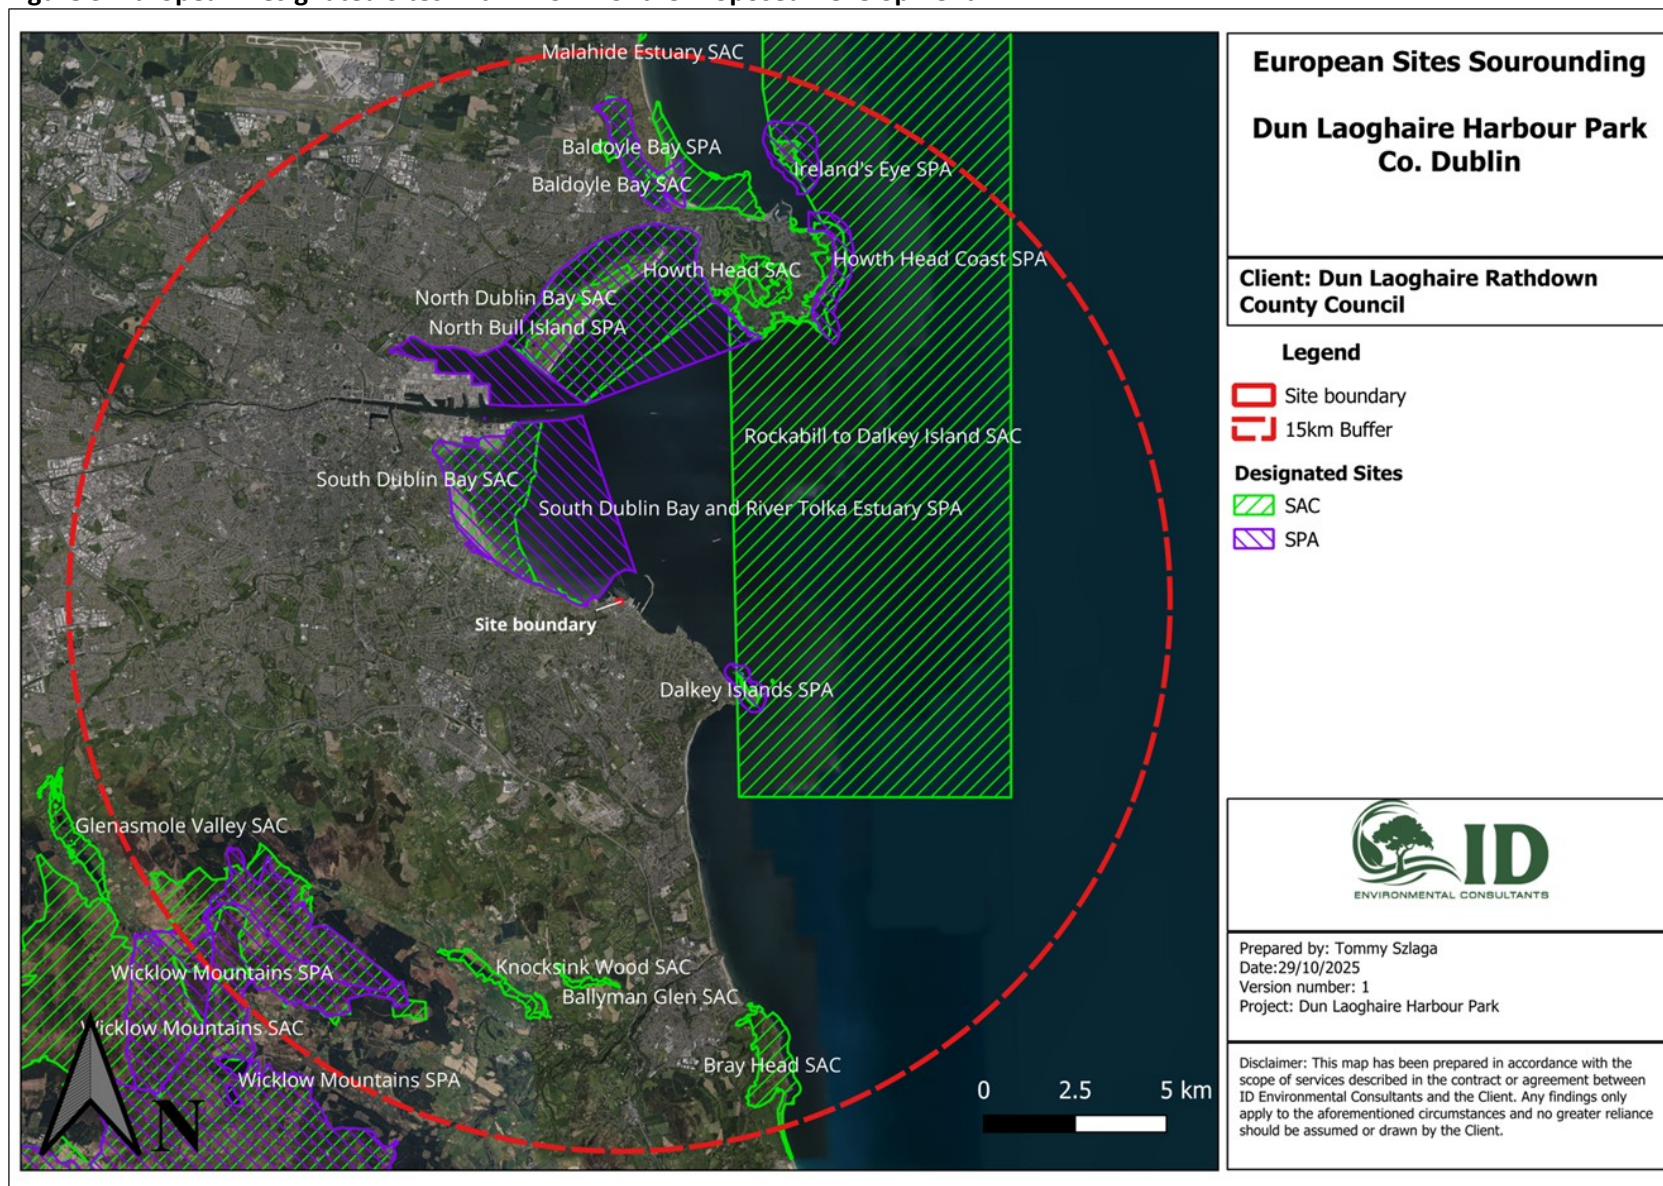 Malahide Estuary SAC
Baldoyle Bay SPA
Baldoyle Bay SAC
Ireland's Eye SPA
Howth Head SAC
Howth Head Coast SPA
North Dublin Bay SAC
North Bull Island SPA
Rockabill to Dalkey Island SAC
South Dublin Bay SAC
South Dublin Bay and River Tolka Estuary SPA
Site boundary
Dalkey Islands SPA
Glenasmole Valley SAC
Knocksink Wood SAC
Wicklow Mountains SPA
Ballyman Glen SAC
Wicklow Mountains SAC
Bray Head SAC
Wicklow Mountains SPA
N
0 2.5 5 km
European Sites Sourounding
Dun Laoghaire Harbour Park
Co. Dublin
Client: Dun Laoghaire Rathdown
County Council
Legend
Site boundary
15km Buffer
Designated Sites
SAC
SPA
ID
ENVIRONMENTAL CONSULTANTS
Prepared by: Tommy Szlaga
Date:29/10/2025
Version number: 1
Project: Dun Laoghaire Harbour Park
Disclaimer: This map has been prepared in accordance with the
scope of services described in the contract or agreement between
ID Environmental Consultants and the Client. Any findings only
apply to the aforementioned circumstances and no greater reliance
should be assumed or drawn by the Client.